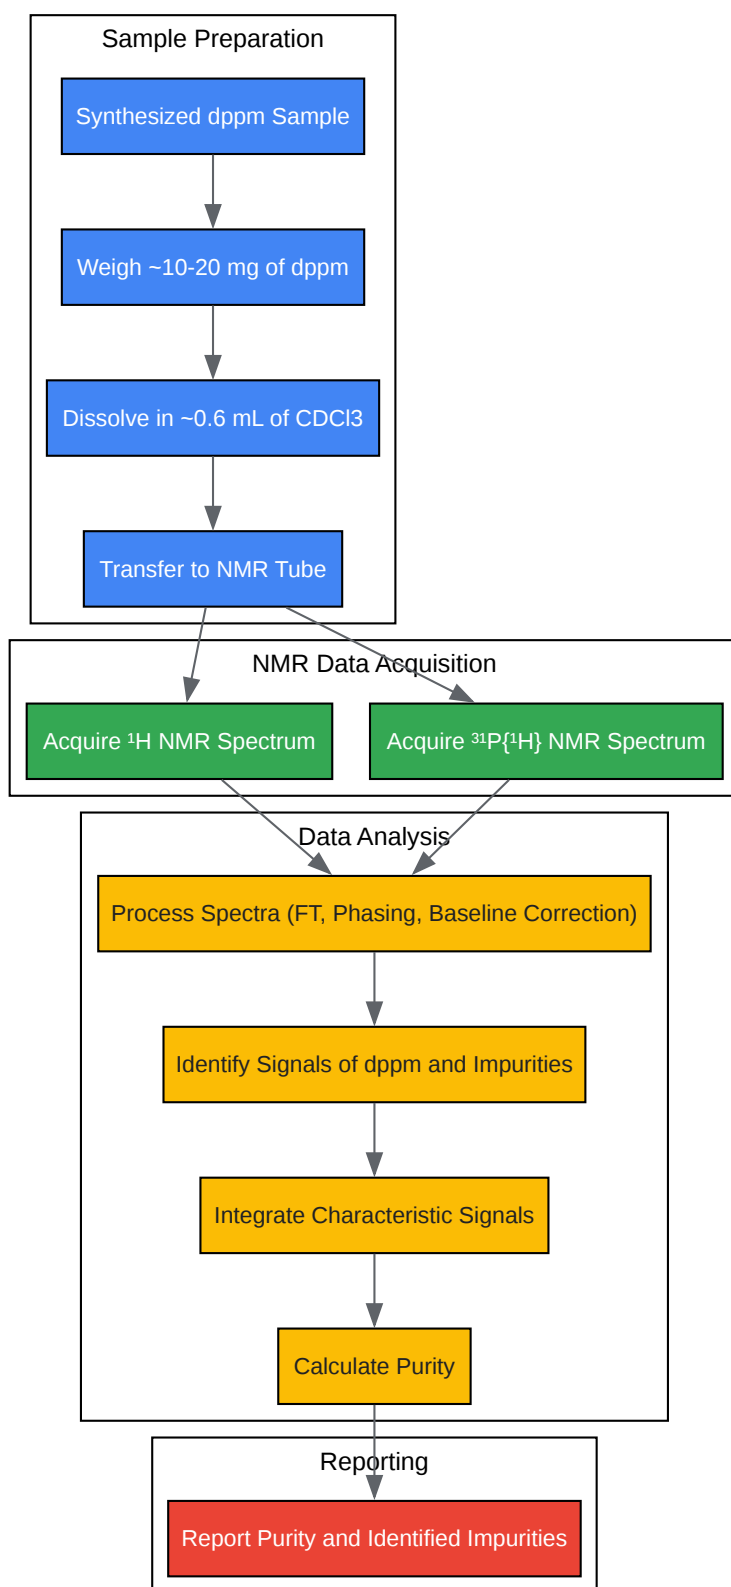 Sample Preparation
Synthesized dppm Sample
Weigh ~10-20 mg of dppm
Dissolve in ~0.6 mL of CDCl3
Transfer to NMR Tube
NMR Data Acquisition
Acquire ¹H NMR Spectrum
Acquire ³¹P{¹H} NMR Spectrum
Data Analysis
Process Spectra (FT, Phasing, Baseline Correction)
Identify Signals of dppm and Impurities
Integrate Characteristic Signals
Calculate Purity
Reporting
Report Purity and Identified Impurities